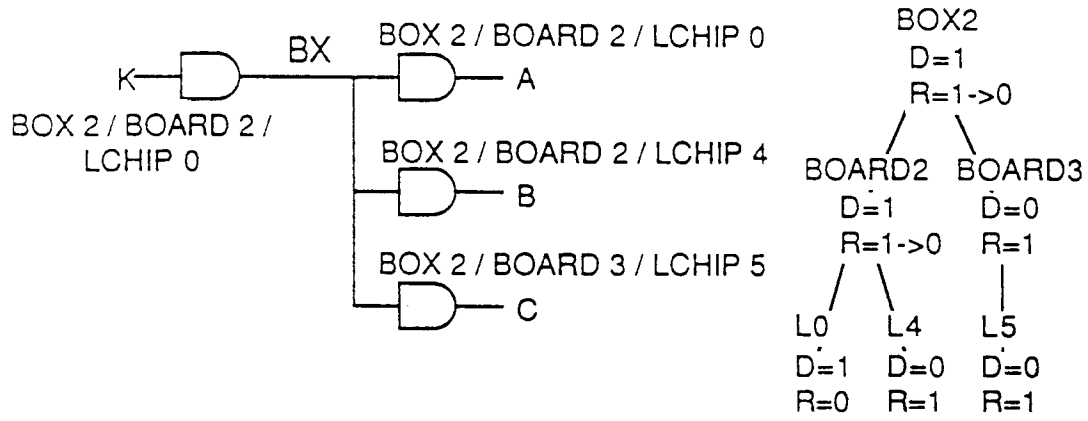 K
BX
BOX 2 / BOARD 2 /
LCHIP 0
BOX 2 / BOARD 2 / LCHIP 0
A
BOX 2 / BOARD 2 / LCHIP 4
B
BOX 2 / BOARD 3 / LCHIP 5
C
BOX2
D=1
R=1->0
BOARD2 BOARD3
D=1 D=0
R=1->0 R=1
L0 L4 L5
D=1 D=0 D=0
R=0 R=1 R=1